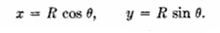 x = R cos θ, y = R sin θ.